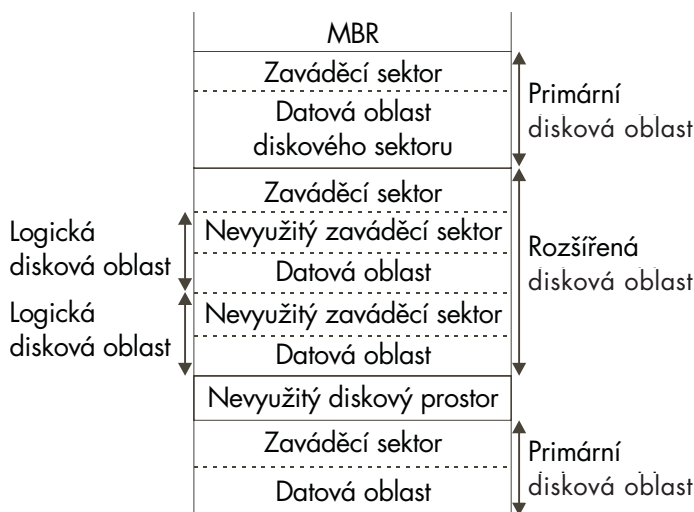 MBR
Zaváděcí sektor
Datová oblast
diskového sektoru
Primární
disková oblast
Zaváděcí sektor
Nevyužitý zaváděcí sektor
Datová oblast
Nevyužitý zaváděcí sektor
Datová oblast
Logická
disková oblast
Logická
disková oblast
Rozšířená
disková oblast
Nevyužitý diskový prostor
Zaváděcí sektor
Datová oblast
Primární
disková oblast